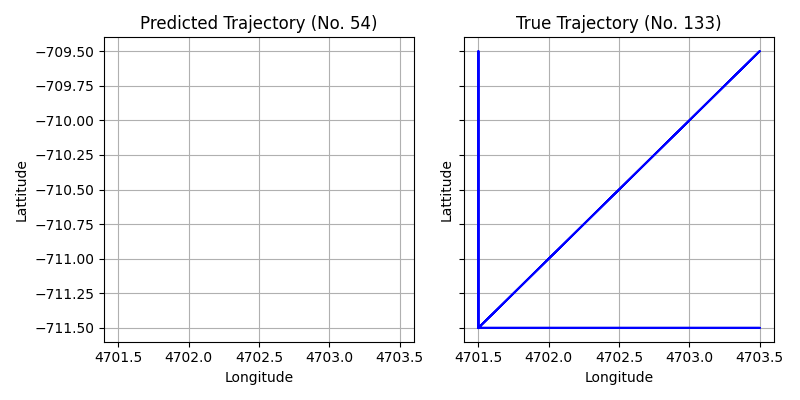 Predicted Trajectory (No. 54)
True Trajectory (No. 133)
−709.50
−709.75
−710.00
−710.25
−710.50
−710.75
−711.00
−711.25
−711.50
Lattitude
Lattitude
4701.5 4702.0 4702.5 4703.0 4703.5
4701.5 4702.0 4702.5 4703.0 4703.5
Longitude
Longitude